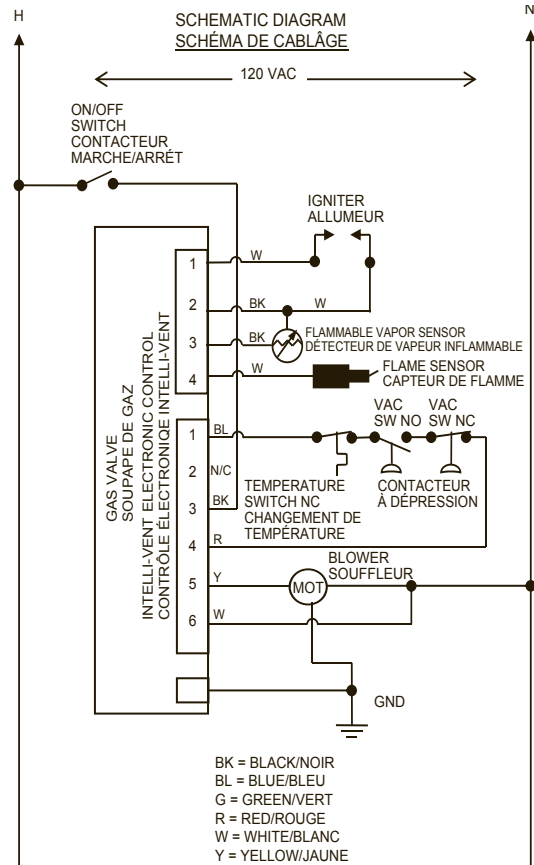 H
N
SCHEMATIC DIAGRAM
SCHÉMA DE CABLÂGE
120 VAC
ON/OFF
SWITCH
CONTACTEUR
MARCHE/ARRÉT
IGNITER
ALLUMEUR
GAS VALVE
SOUPAPE DE GAZ
INTELLI-VENT ELECTRONIC CONTROL
CONTRÔLE ÉLECTRONIQE INTELLI-VENT
1
W
2
BK
W
3
BK
FLAMMABLE VAPOR SENSOR
DÉTECTEUR DE VAPEUR INFLAMMABLE
4
W
FLAME SENSOR
CAPTEUR DE FLAMME
1
BL
VAC
SW NO
VAC
SW NC
2
N/C
TEMPERATURE
SWITCH NC
CHANGEMENT DE
TEMPÉRATURE
CONTACTEUR
À DÉPRESSION
3
BK
4
R
BLOWER
SOUFFLEUR
5
Y
MOT
6
W
GND
BK = BLACK/NOIR
BL = BLUE/BLEU
G = GREEN/VERT
R = RED/ROUGE
W = WHITE/BLANC
Y = YELLOW/JAUNE